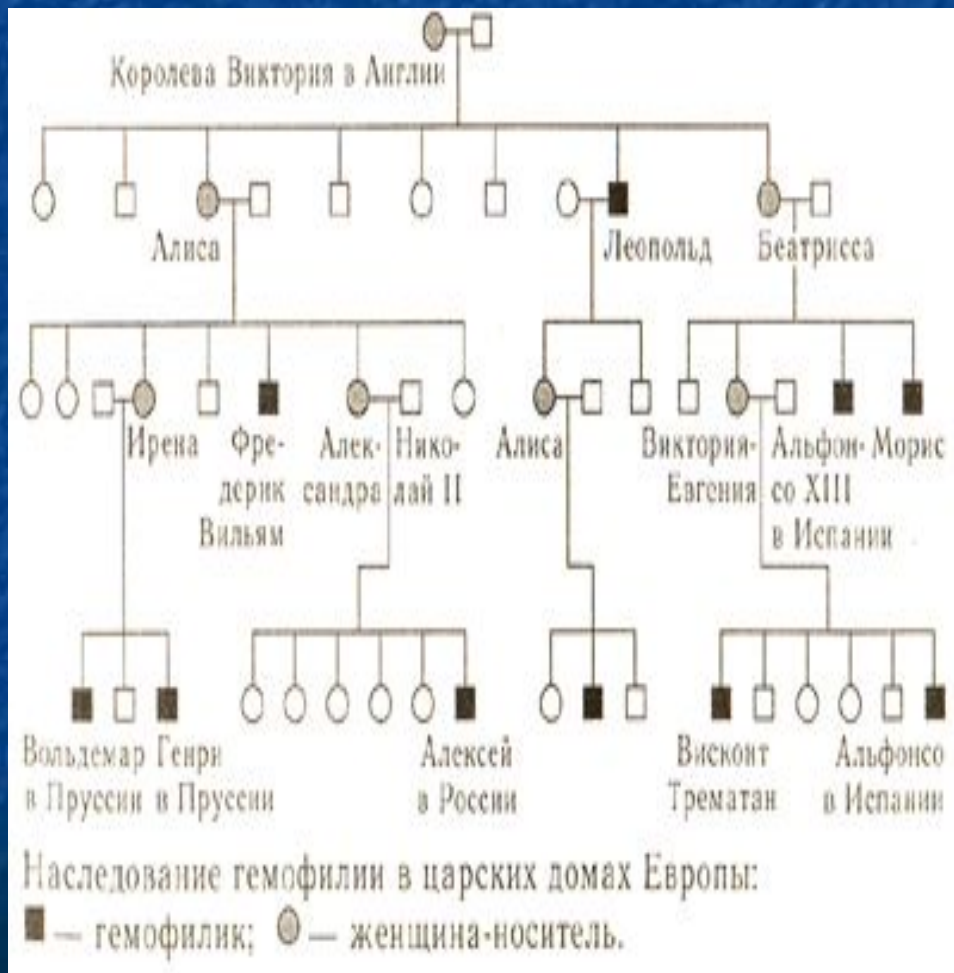 Королева Виктория в Англии
Алиса Леопольд Беатрисса
Ирена Фре- Алек- Нико- Алиса Виктория- Альфон- Морис
дерик сандра лай II Евгения со XIII
Вильям в Испании
Вольдемар Генри Алексей Висконт Альфонсо
в Пруссии в Пруссии в России Трематан в Испании
Наследование гемофилии в царских домах Европы:
— гемофилик; — женщина-носитель.